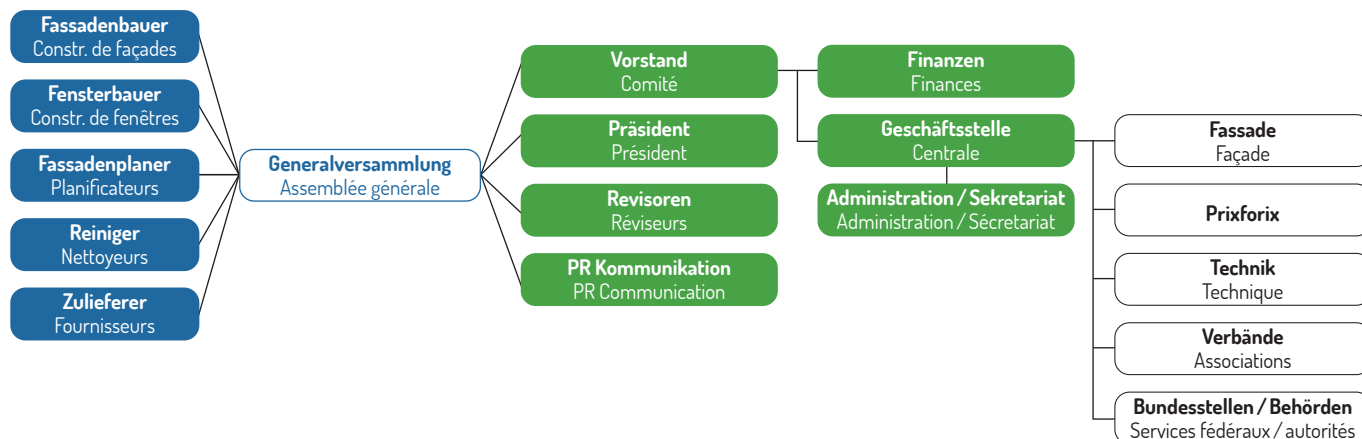 Fassadenbauer
Constr. de façades
Fensterbauer
Constr. de fenêtres
Fassadenplaner
Planificateurs
Reiniger
Nettoyeurs
Zulieferer
Fournisseurs
Generalversammlung
Assemblée générale
Vorstand
Comité
Präsident
Président
Revisoren
Réviseurs
PR Kommunikation
PR Communication
Finanzen
Finances
Geschäftsstelle
Centrale
Administration / Sekretariat
Administration / Sécretariat
Fassade
Façade
Prixforix
Technik
Technique
Verbände
Associations
Bundesstellen / Behörden
Services fédéraux / autorités